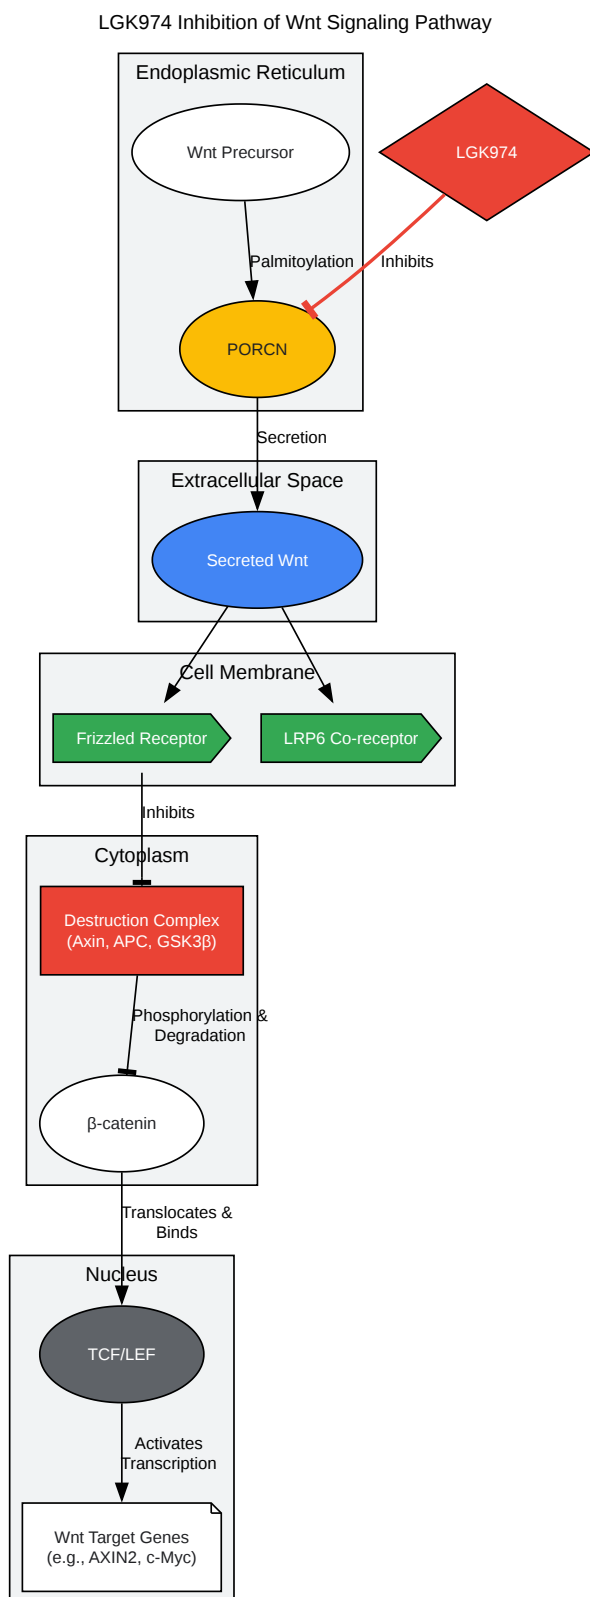 LGK974 Inhibition of Wnt Signaling Pathway
Endoplasmic Reticulum
Wnt Precursor
LGK974
Palmitoylation
Inhibits
PORCN
Secretion
Extracellular Space
Secreted Wnt
Cell Membrane
Frizzled Receptor
LRP6 Co-receptor
Inhibits
Cytoplasm
Destruction Complex
(Axin, APC, GSK3β)
Phosphorylation &
Degradation
β-catenin
Translocates &
Binds
Nucleus
TCF/LEF
Activates
Transcription
Wnt Target Genes
(e.g., AXIN2, c-Myc)